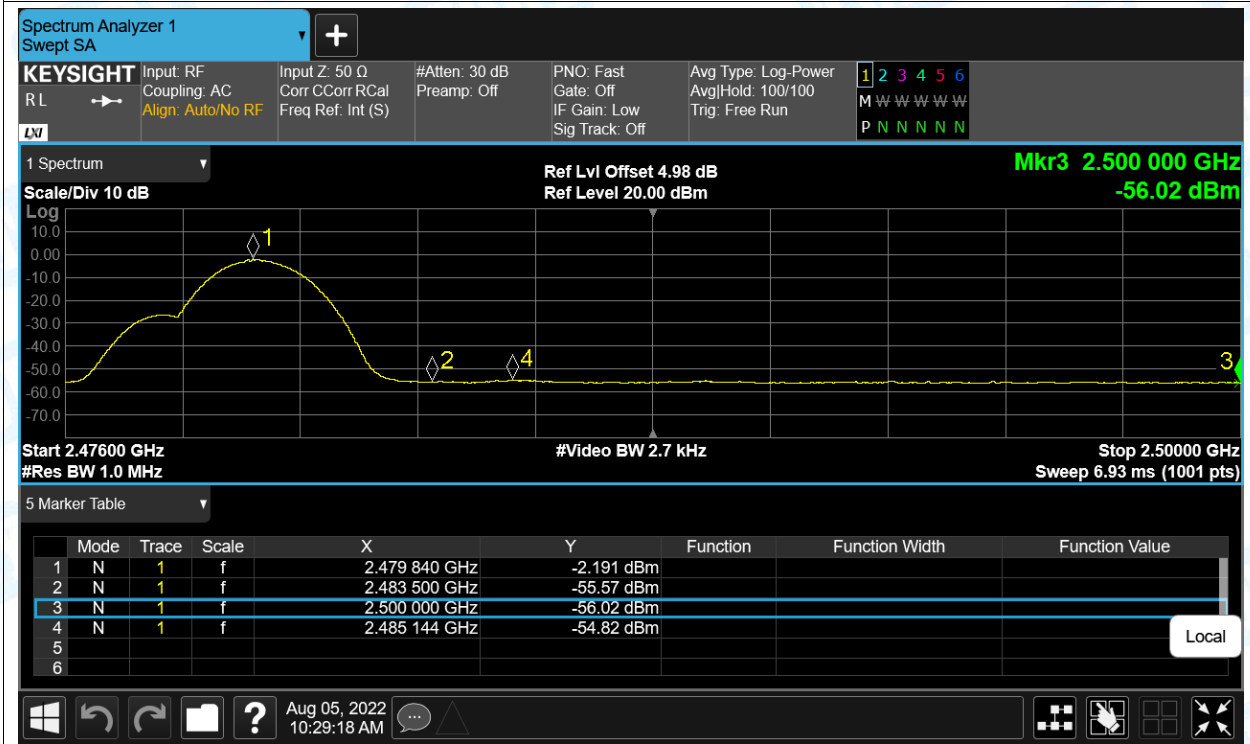 Spectrum Analyzer 1
Swept SA
+
KEYSIGHT
R L
LXI
Input: RF
Coupling: AC
Align: Auto/No RF
Input Z: 50 Ω
Corr CCorr RCal
Freq Ref: Int (S)
#Atten: 30 dB
Preamp: Off
PNO: Fast
Gate: Off
IF Gain: Low
Sig Track: Off
Avg Type: Log-Power
Avg|Hold: 100/100
Trig: Free Run
1 2 3 4 5 6
M W W W W W
P N N N N N
1 Spectrum
Scale/Div 10 dB
Ref Lvl Offset 4.98 dB
Ref Level 20.00 dBm
Mkr3 2.500 000 GHz
-56.02 dBm
Log
10.0
0.00
-10.0
-20.0
-30.0
-40.0
-50.0
-60.0
-70.0
1
2
4
3
Start 2.47600 GHz
#Res BW 1.0 MHz
#Video BW 2.7 kHz
Stop 2.50000 GHz
Sweep 6.93 ms (1001 pts)
5 Marker Table
Mode Trace Scale X Y Function Function Width Function Value
1 N 1 f 2.479 840 GHz -2.191 dBm
2 N 1 f 2.483 500 GHz -55.57 dBm
3 N 1 f 2.500 000 GHz -56.02 dBm
4 N 1 f 2.485 144 GHz -54.82 dBm
5
6
Local
?
Aug 05, 2022
10:29:18 AM